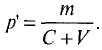 p' = m / (C + V).